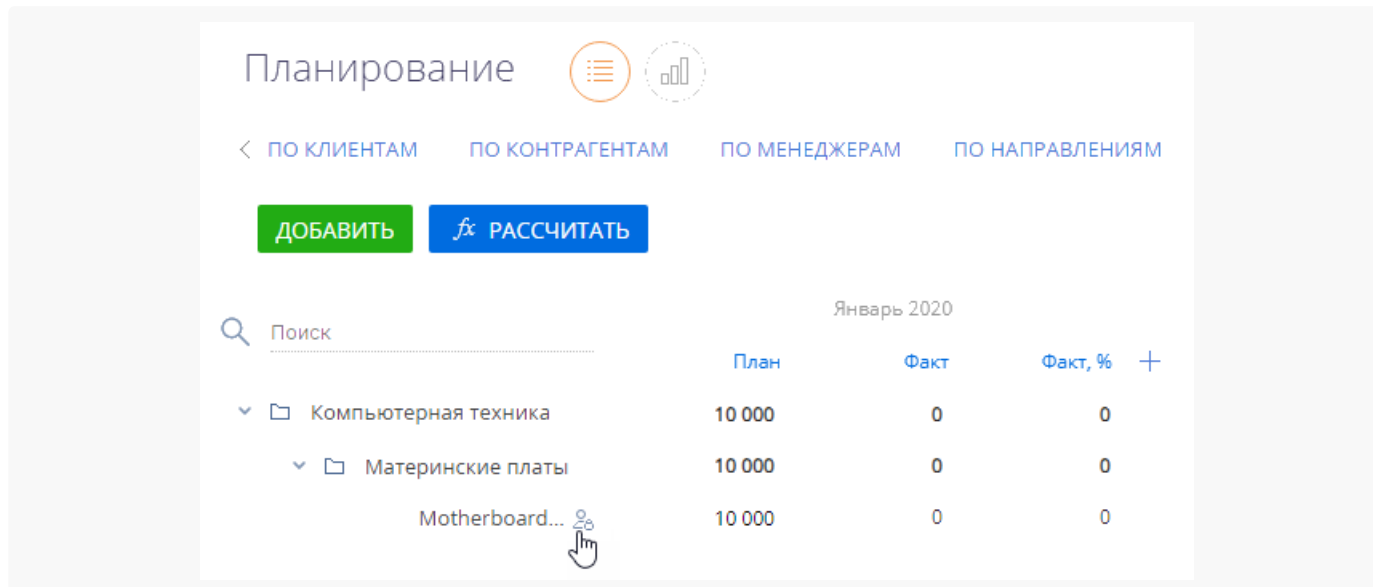 Планирование
ПО КЛИЕНТАМ ПО КОНТРАГЕНТАМ ПО МЕНЕДЖЕРАМ ПО НАПРАВЛЕНИЯМ
ДОБАВИТЬ fx РАССЧИТАТЬ
Январь 2020
Поиск
План Факт Факт, %
Компьютерная техника 10 000 0 0
Материнские платы 10 000 0 0
Motherboard... 10 000 0 0